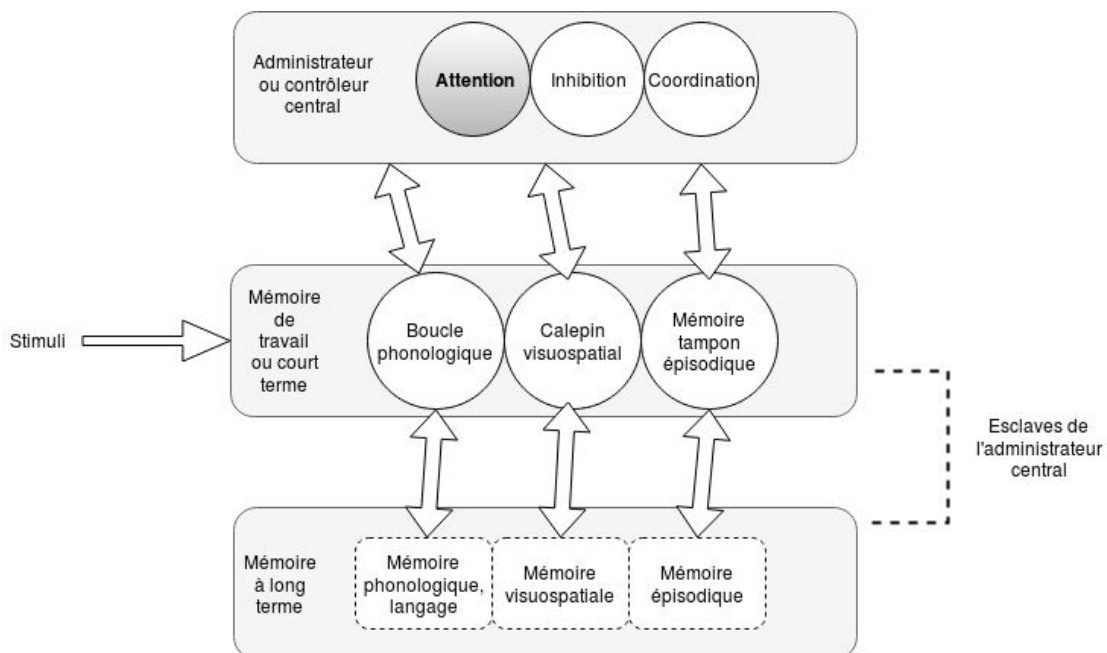 Administrateur
ou contrôleur
central
Attention
Inhibition
Coordination
Stimuli
Mémoire
de
travail
ou court
terme
Boucle
phonologique
Calepin
visuospatial
Mémoire
tampon
épisodique
Esclaves de
l'administrateur
central
Mémoire
à long
terme
Mémoire
phonologique,
langage
Mémoire
visuospatiale
Mémoire
épisodique